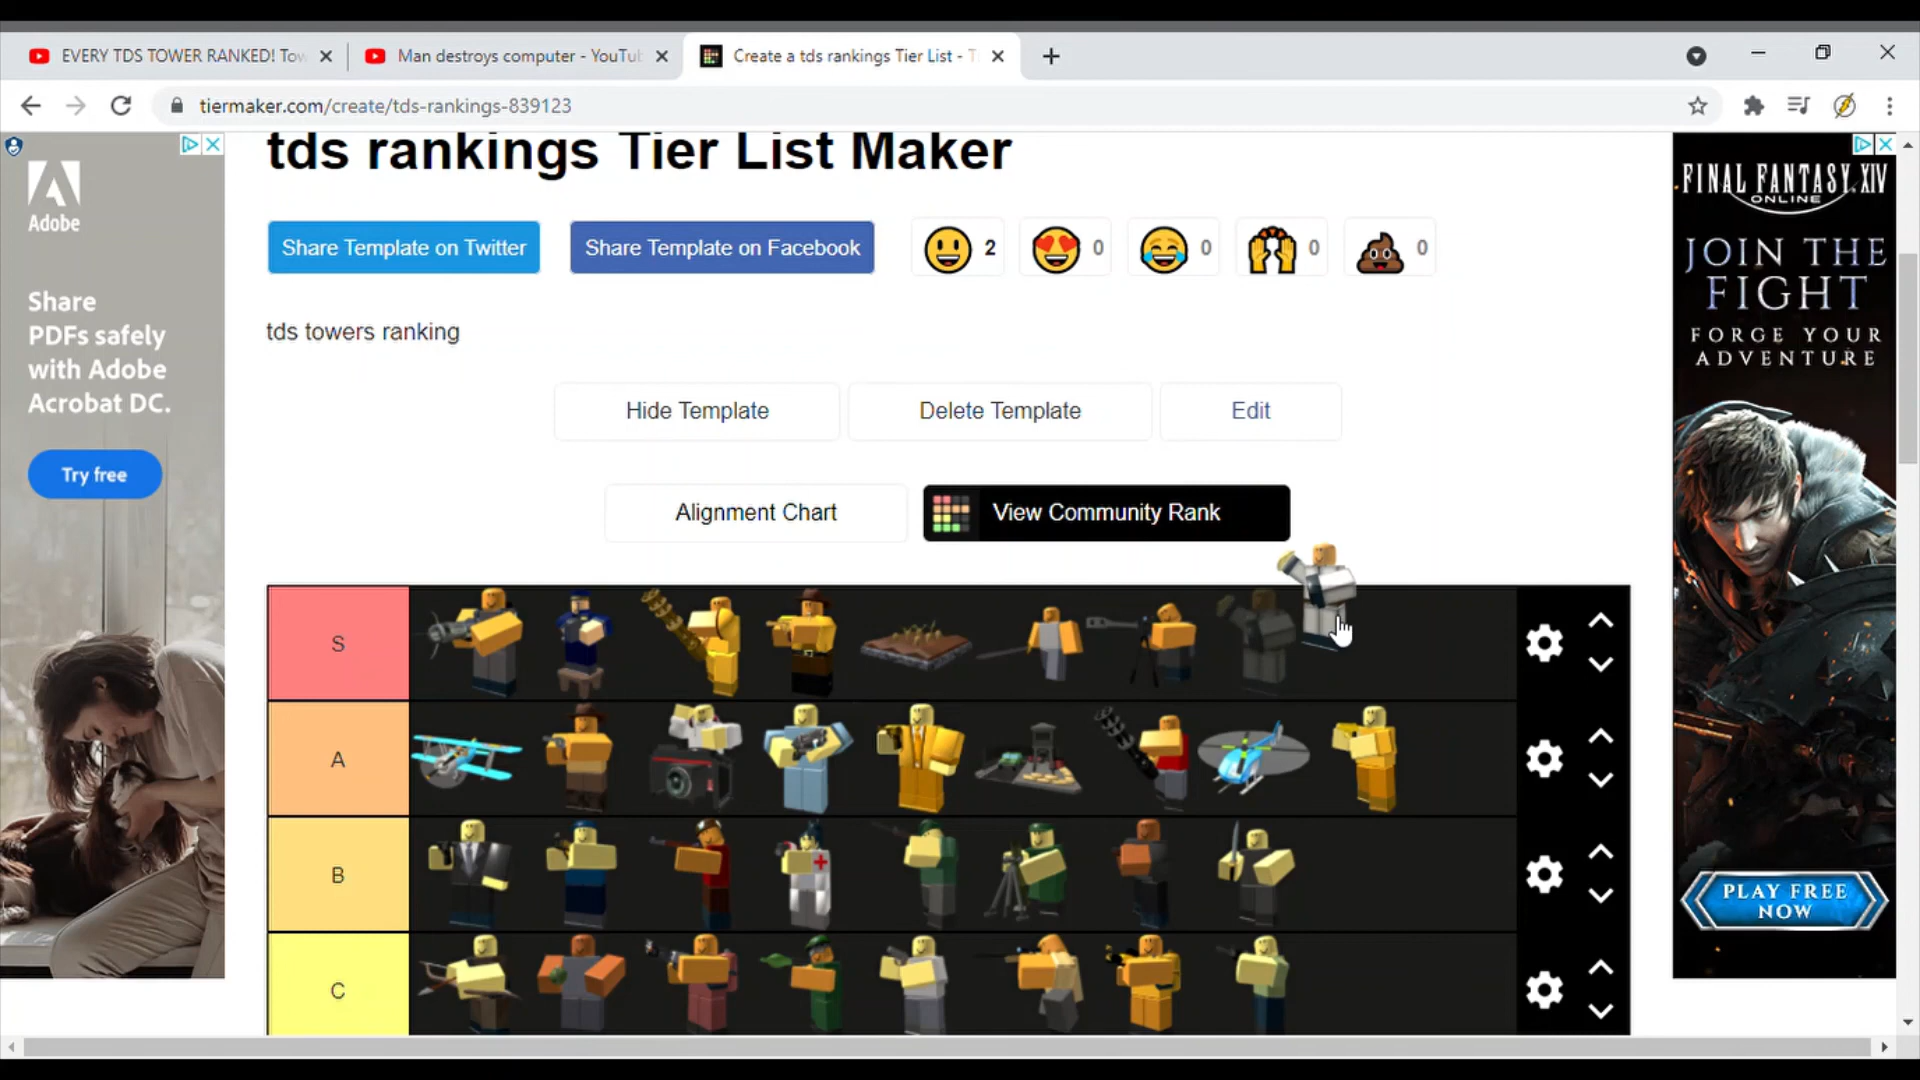 EVERY TDS TOWER RANKED! Tow
Man destroys computer - YouTu
Create a tds rankings Tier List - T
tiermaker.com/create/tds-rankings-839123
tds rankings Tier List Maker
Share Template on Twitter
Share Template on Facebook
2
0
0
0
0
tds towers ranking
Hide Template
Delete Template
Edit
Alignment Chart
View Community Rank
S
A
B
C
Adobe
Share
PDFs safely
with Adobe
Acrobat DC.
Try free
FINAL FANTASY XIV
ONLINE
JOIN THE
FIGHT
FORGE YOUR
ADVENTURE
PLAY FREE
NOW